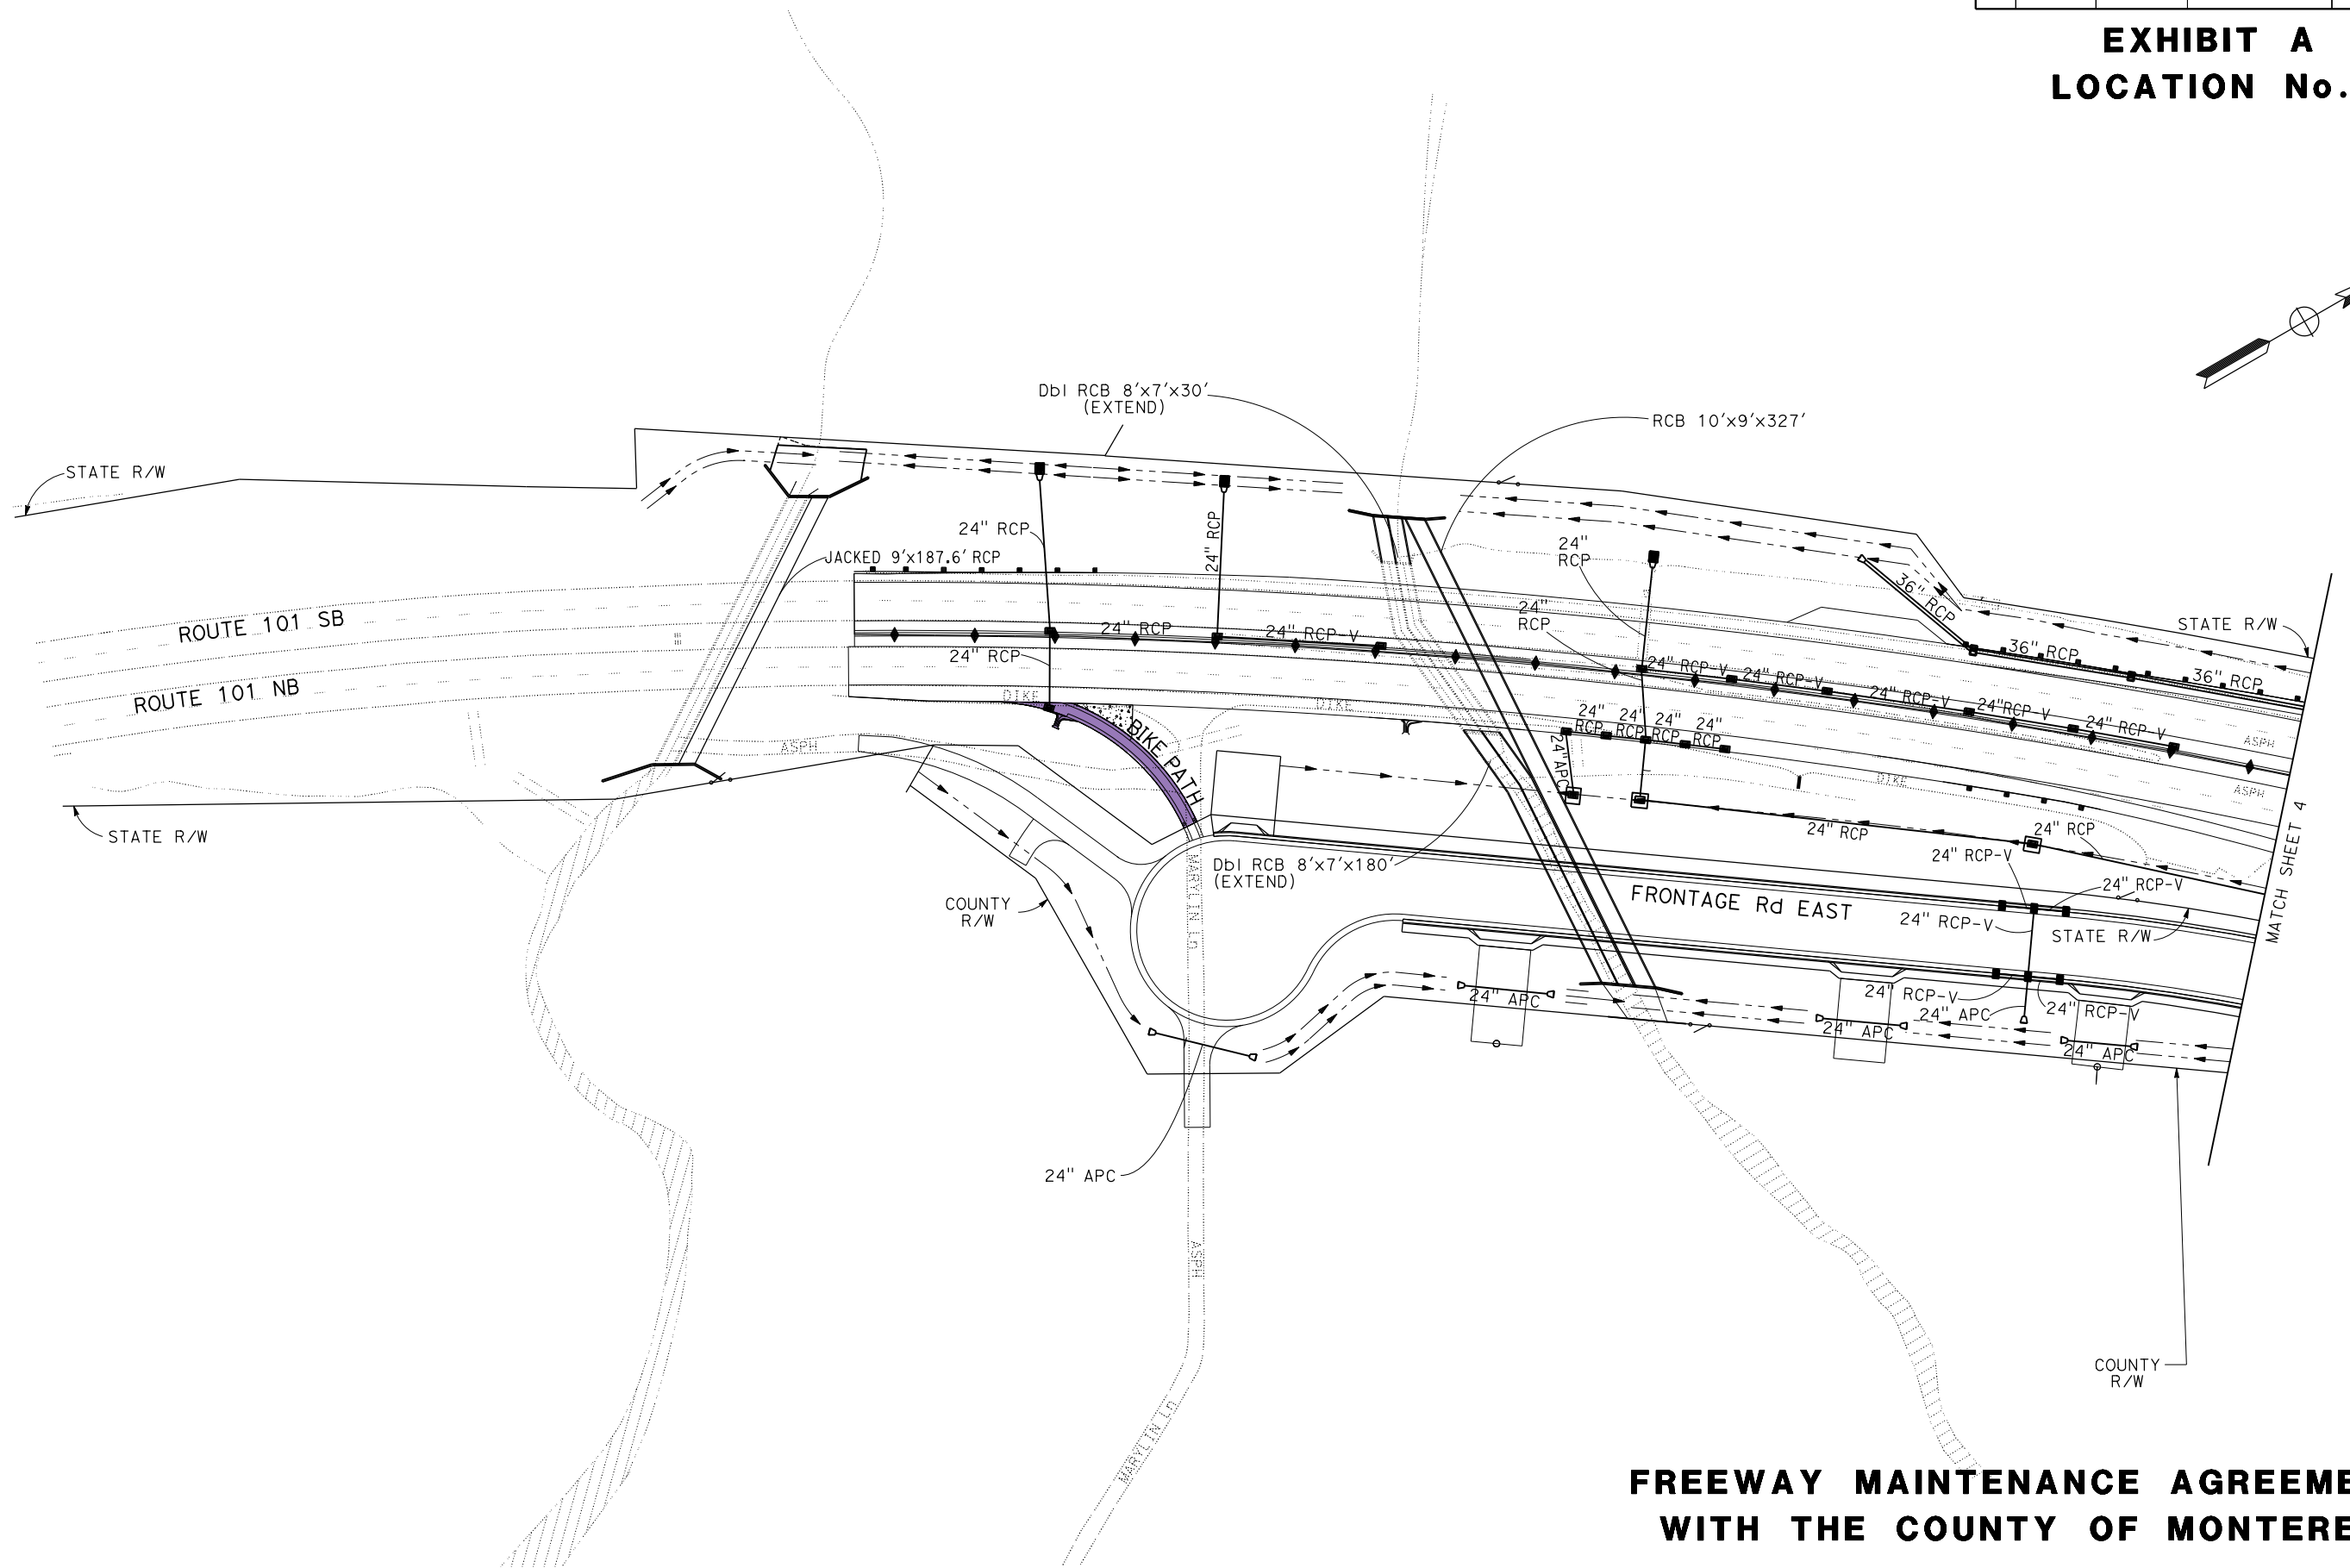 EXHIBIT A
LOCATION No.
Dbl RCB 8'x7'x30'
(EXTEND)
RCB 10'x9'x327'
STATE R/W
24" RCP
24" RCP
24"
RCP
JACKED 9'x187.6' RCP
36" RCP
24"
RCP
ROUTE 101 SB
24" RCP
24" RCP-V
STATE R/W
24" RCP
36" RCP
24" RCP-V
24" RCP-V
36" RCP
ROUTE 101 NB
DIKE
DIKE
24" RCP-V
24" RCP-V
24" RCP-V
24"
24"
24"
24"
RCP
RCP
RCP
RCP
ASPH
ASPH
BIKE PATH
24" APC
DIKE
ASPH
STATE R/W
24" RCP
24" RCP
MATCH SHEET 4
24" RCP-V
Dbl RCB 8'x7'x180'
(EXTEND)
MARYLIN Ln
24" RCP-V
COUNTY
R/W
FRONTAGE Rd EAST
24" RCP-V
STATE R/W
24" APC
24" RCP-V
24" RCP-V
24" APC
24" APC
24" APC
24" APC
ASPH
COUNTY
R/W
MARYLIN Ln
FREEWAY MAINTENANCE AGREEME
WITH THE COUNTY OF MONTERE